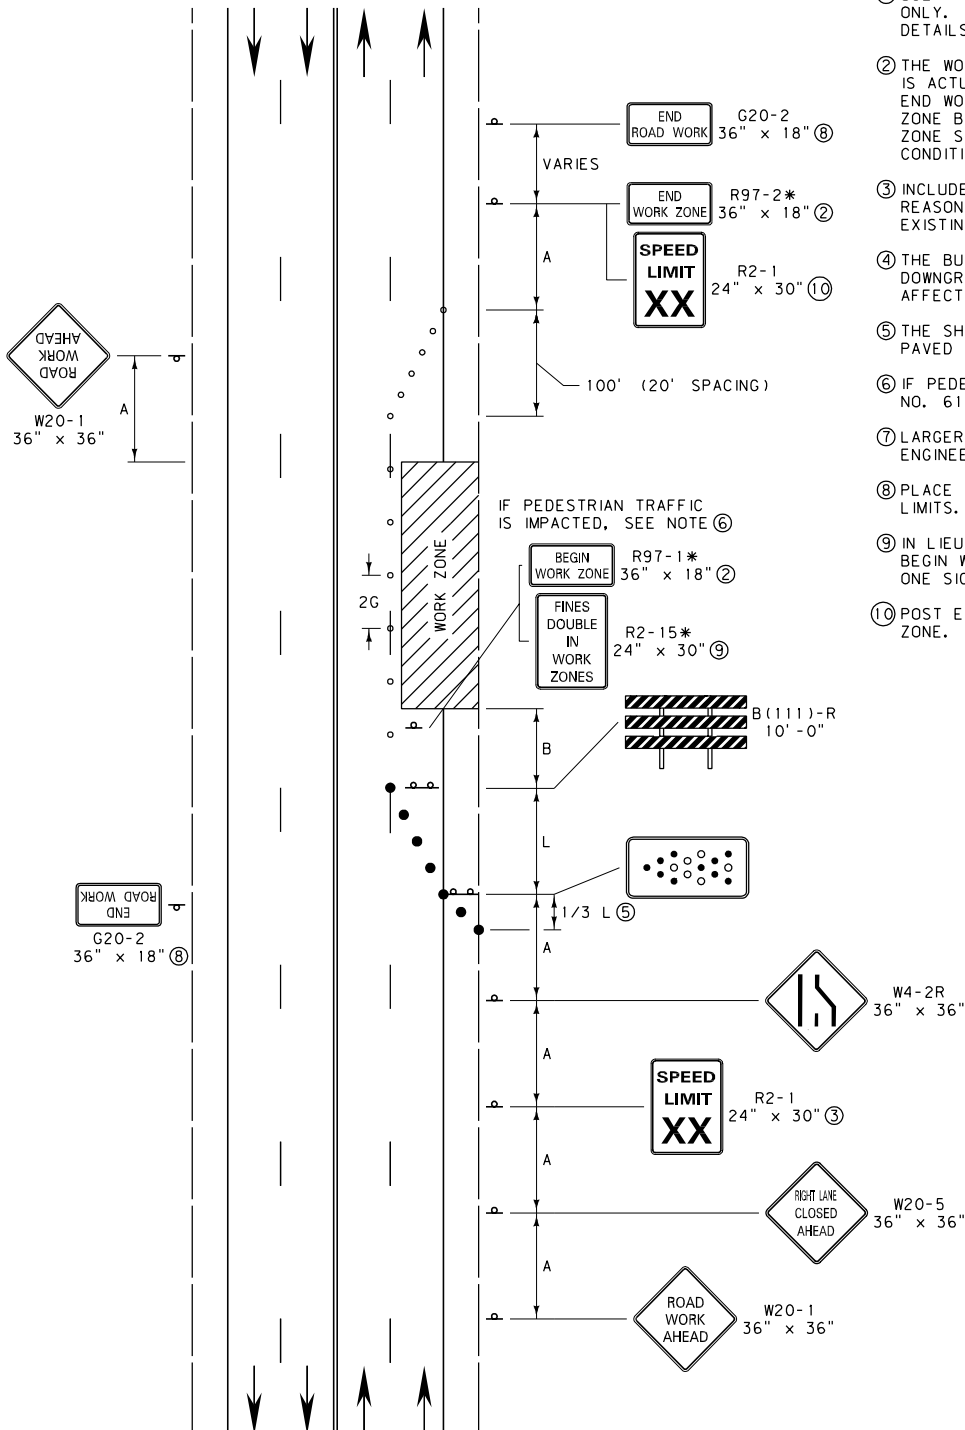 ONLY.
DETAILS
② THE WO
IS ACTU
END WO
ZONE B
ZONE S
CONDITI
③ INCLUDE
REASON
EXISTIN
④ THE BU
DOWNGR
AFFECT
⑤ THE SH
PAVED
⑥ IF PEDE
NO. 61
⑦ LARGER
ENGINEE
⑧ PLACE
LIMITS.
⑨ IN LIEU
BEGIN W
ONE SIG
⑩ POST E
ZONE.
END
ROAD WORK
G20-2
36" x 18" ⑧
VARIES
END
WORK ZONE
R97-2*
36" x 18" ②
A
SPEED
LIMIT
XX
R2-1
24" x 30" ⑩
100' (20' SPACING)
ROAD
WORK
AHEAD
W20-1
36" x 36"
A
IF PEDESTRIAN TRAFFIC
IS IMPACTED, SEE NOTE ⑥
WORK ZONE
2G
BEGIN
WORK ZONE
R97-1*
36" x 18" ②
FINES
DOUBLE
IN
WORK
ZONES
R2-15*
24" x 30" ⑨
B(111)-R
10'-0"
B
L
1/3 L ⑤
END
ROAD WORK
G20-2
36" x 18" ⑧
A
W4-2R
36" x 36"
A
SPEED
LIMIT
XX
R2-1
24" x 30" ③
A
RIGHT LANE
CLOSED
AHEAD
W20-5
36" x 36"
A
ROAD
WORK
AHEAD
W20-1
36" x 36"